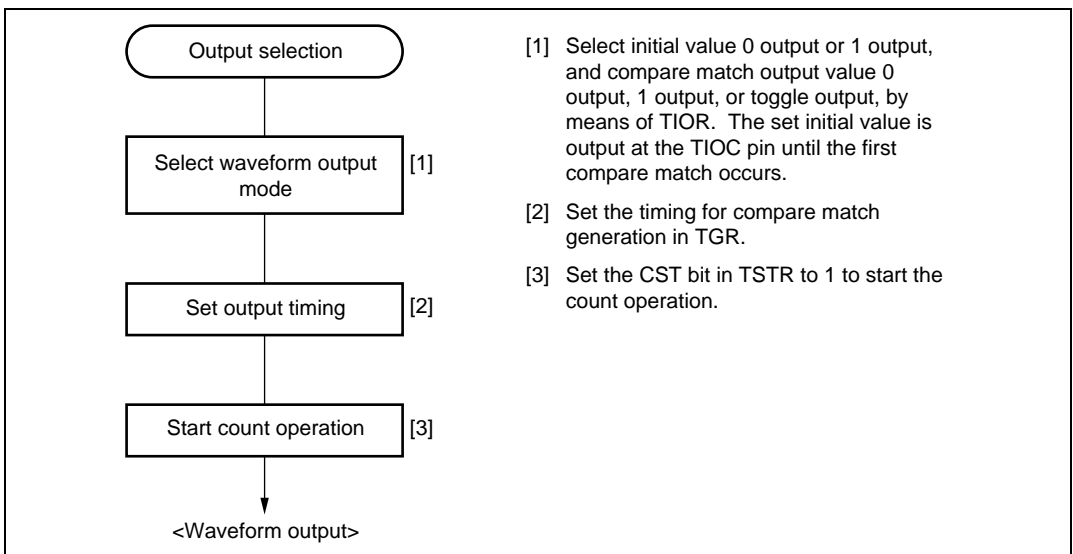 Output selection
Select waveform output
mode
[1]
Set output timing
[2]
Start count operation
[3]
<Waveform output>
[1] Select initial value 0 output or 1 output,
and compare match output value 0
output, 1 output, or toggle output, by
means of TIOR. The set initial value is
output at the TIOC pin until the first
compare match occurs.
[2] Set the timing for compare match
generation in TGR.
[3] Set the CST bit in TSTR to 1 to start the
count operation.